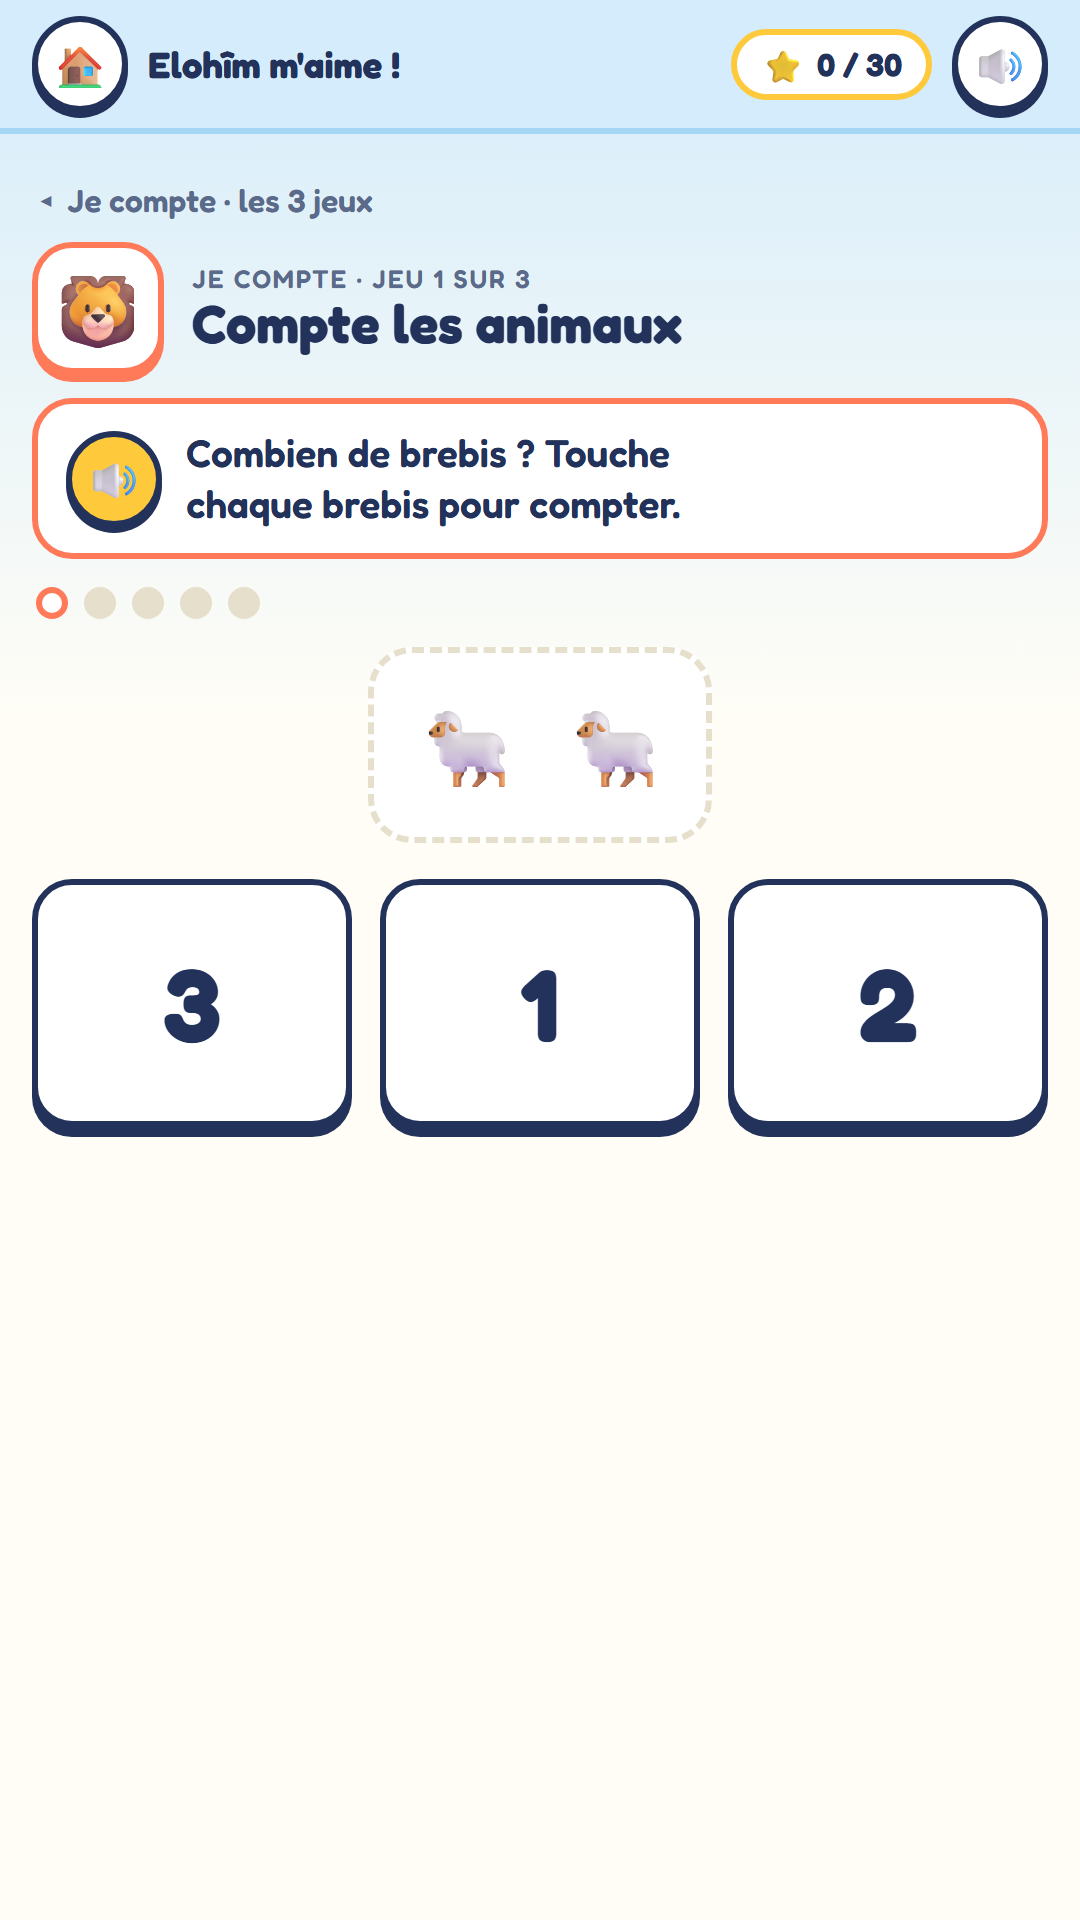 Elohîm m'aime !
0 / 30
Je compte · les 3 jeux
JE COMPTE · JEU 1 SUR 3
Compte les animaux
Combien de brebis ? Touche
chaque brebis pour compter.
3
1
2